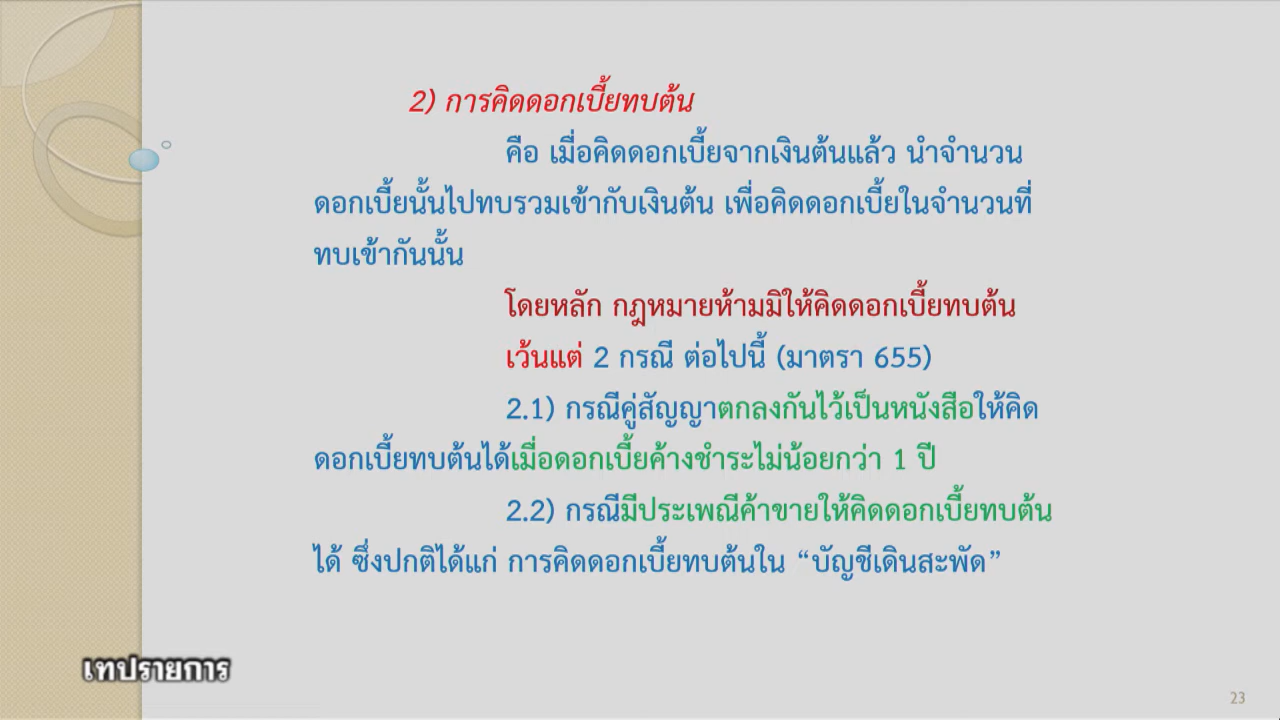 2) การคิดดอกเบี้ยทบต้น
คือ เมื่อคิดดอกเบี้ยจากเงินต้นแล้ว นำจำนวน
ดอกเบี้ยนั้นไปทบรวมเข้ากับเงินต้น เพื่อคิดดอกเบี้ยในจำนวนที่
ทบเข้ากันนั้น
โดยหลัก กฎหมายห้ามมิให้คิดดอกเบี้ยทบต้น
เว้นแต่ 2 กรณี ต่อไปนี้ (มาตรา 655)
2.1) กรณีคู่สัญญาตกลงกันไว้เป็นหนังสือให้คิด
ดอกเบี้ยทบต้นได้เมื่อดอกเบี้ยค้างชำระไม่น้อยกว่า 1 ปี
2.2) กรณีมีประเพณีค้าขายให้คิดดอกเบี้ยทบต้น
ได้ ซึ่งปกติได้แก่ การคิดดอกเบี้ยทบต้นใน “บัญชีเดินสะพัด”
เทปรายการ
23